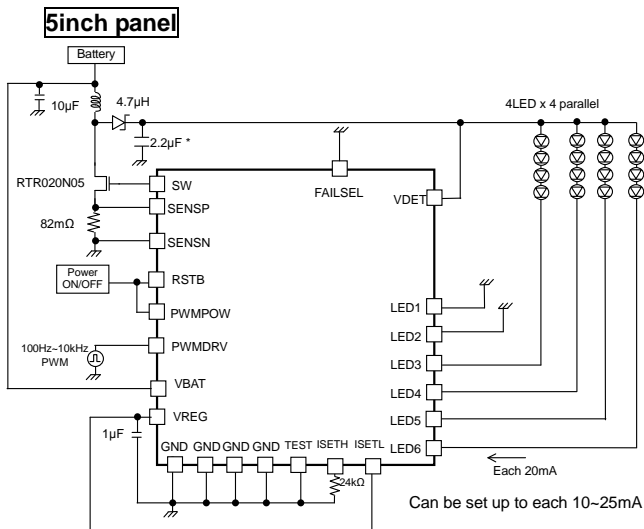 5inch panel
Battery
10µF
4.7µH
4LED x 4 parallel
2.2µF *
RTR020N05
SW
FAILSEL
VDET
SENSP
82mΩ
SENSN
Power
ON/OFF
RSTB
PWMPOW
LED1
LED2
100Hz~10kHz
PWM
PWMDRV
LED3
VBAT
LED4
VREG
LED5
1µF
GND GND GND GND TEST ISETH ISETL
LED6
24kΩ
Each 20mA
Can be set up to each 10~25mA